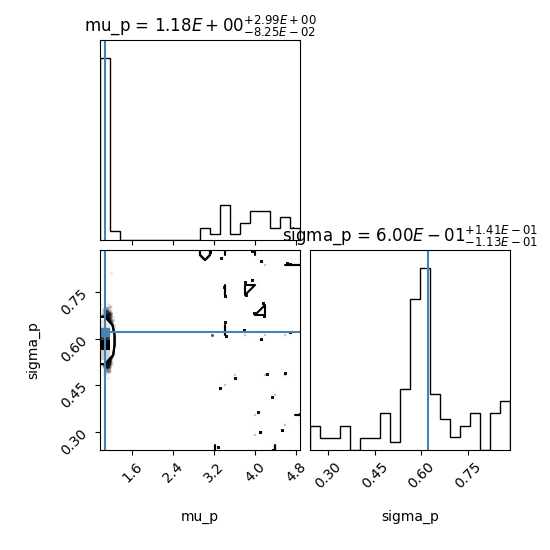 mu_p = 1.18E+00+2.99E+00 −8.25E−02
sigma_p = 6.00E−01+1.41E−01 −1.13E−01
0.75
0.60
0.45
0.30
sigma_p
1.6 2.4 3.2 4.0 4.8
0.30 0.45 0.60 0.75
mu_p sigma_p